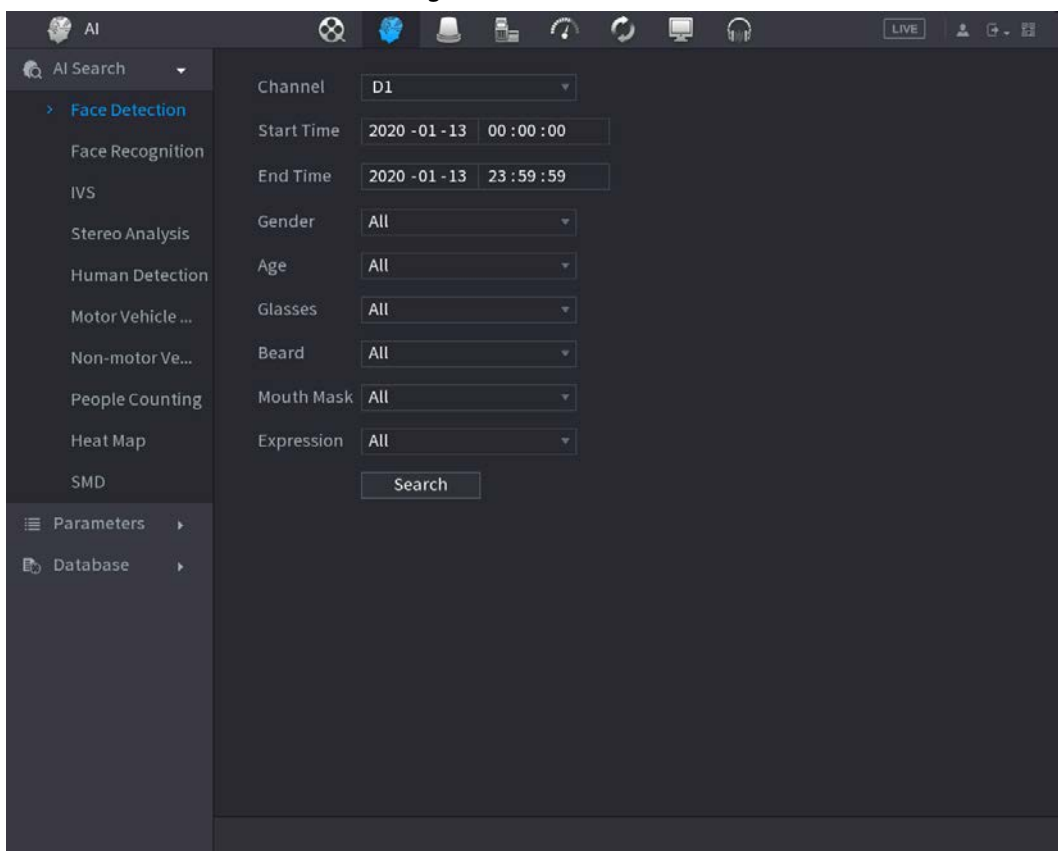 AI
LIVE
AI Search
Face Detection
Face Recognition
IVS
Stereo Analysis
Human Detection
Motor Vehicle ...
Non-motor Ve...
People Counting
Heat Map
SMD
Parameters
Database
Channel D1
Start Time 2020 -01 -13 00 :00 :00
End Time 2020 -01 -13 23 :59 :59
Gender All
Age All
Glasses All
Beard All
Mouth Mask All
Expression All
Search